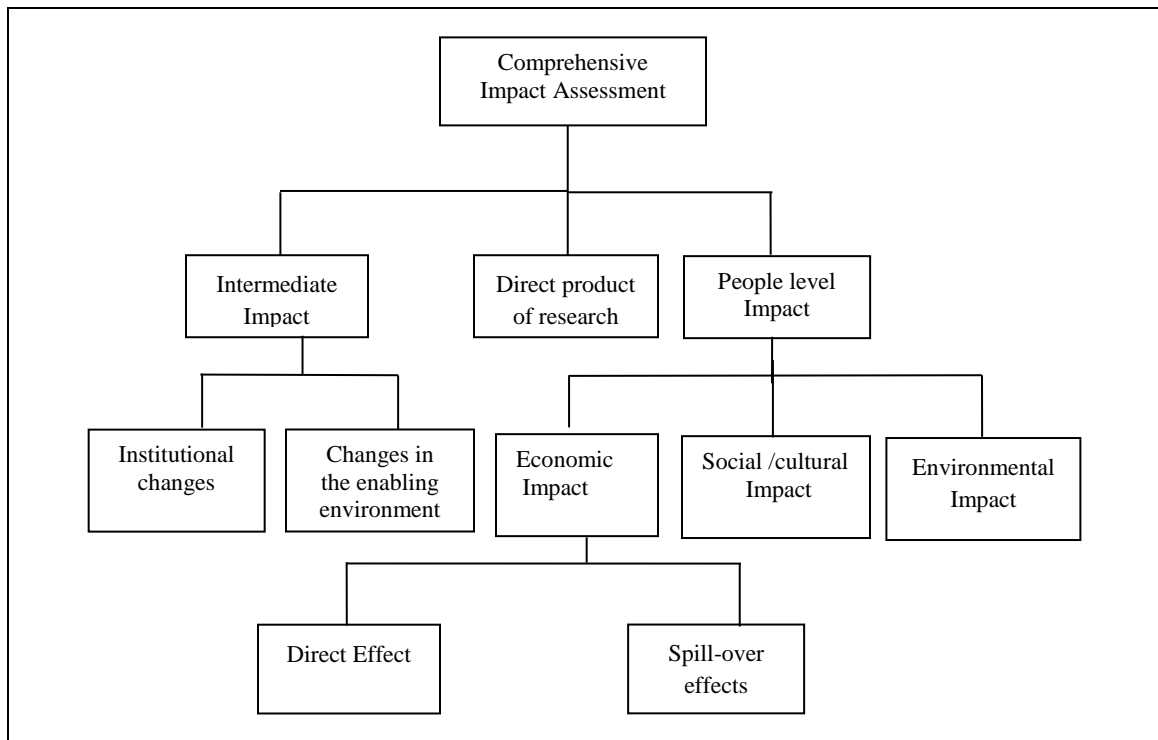 Comprehensive
Impact Assessment
Intermediate
Impact
Direct product
of research
People level
Impact
Institutional
changes
Changes in
the enabling
environment
Economic
Impact
Social /cultural
Impact
Environmental
Impact
Direct Effect
Spill-over
effects